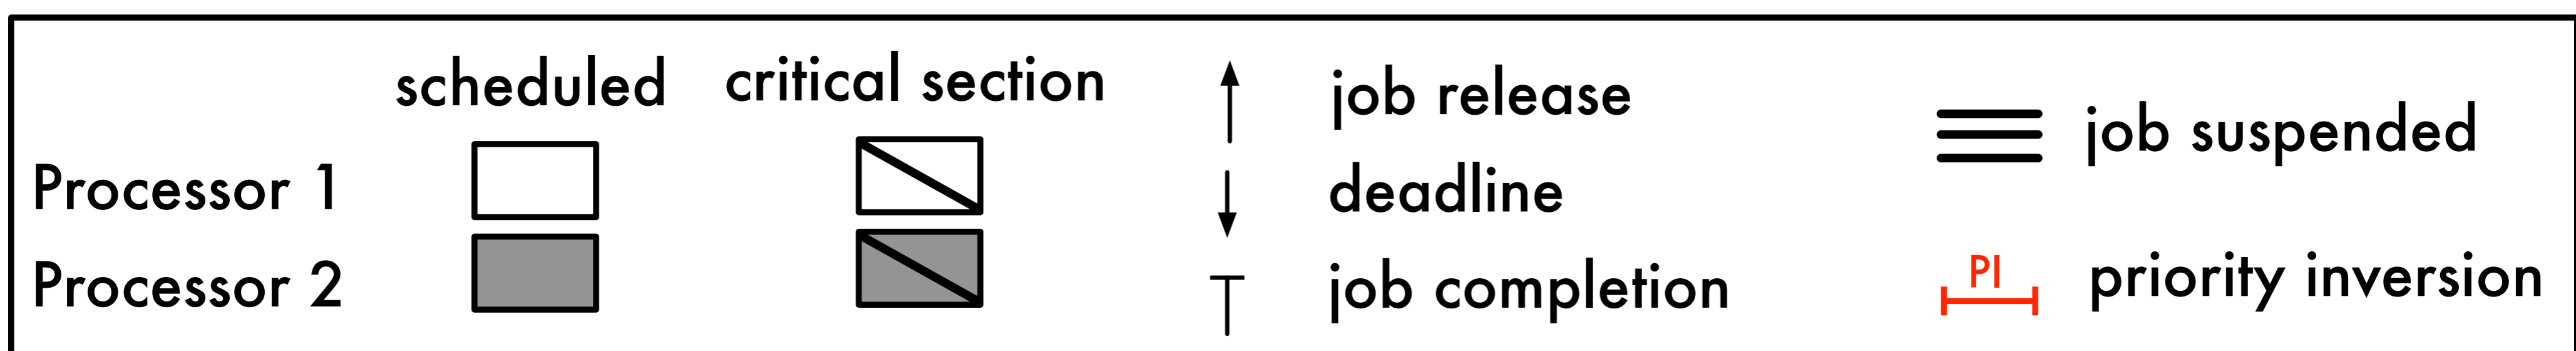 scheduled
critical section
Processor 1
Processor 2
job release
deadline
job completion
job suspended
PI
priority inversion